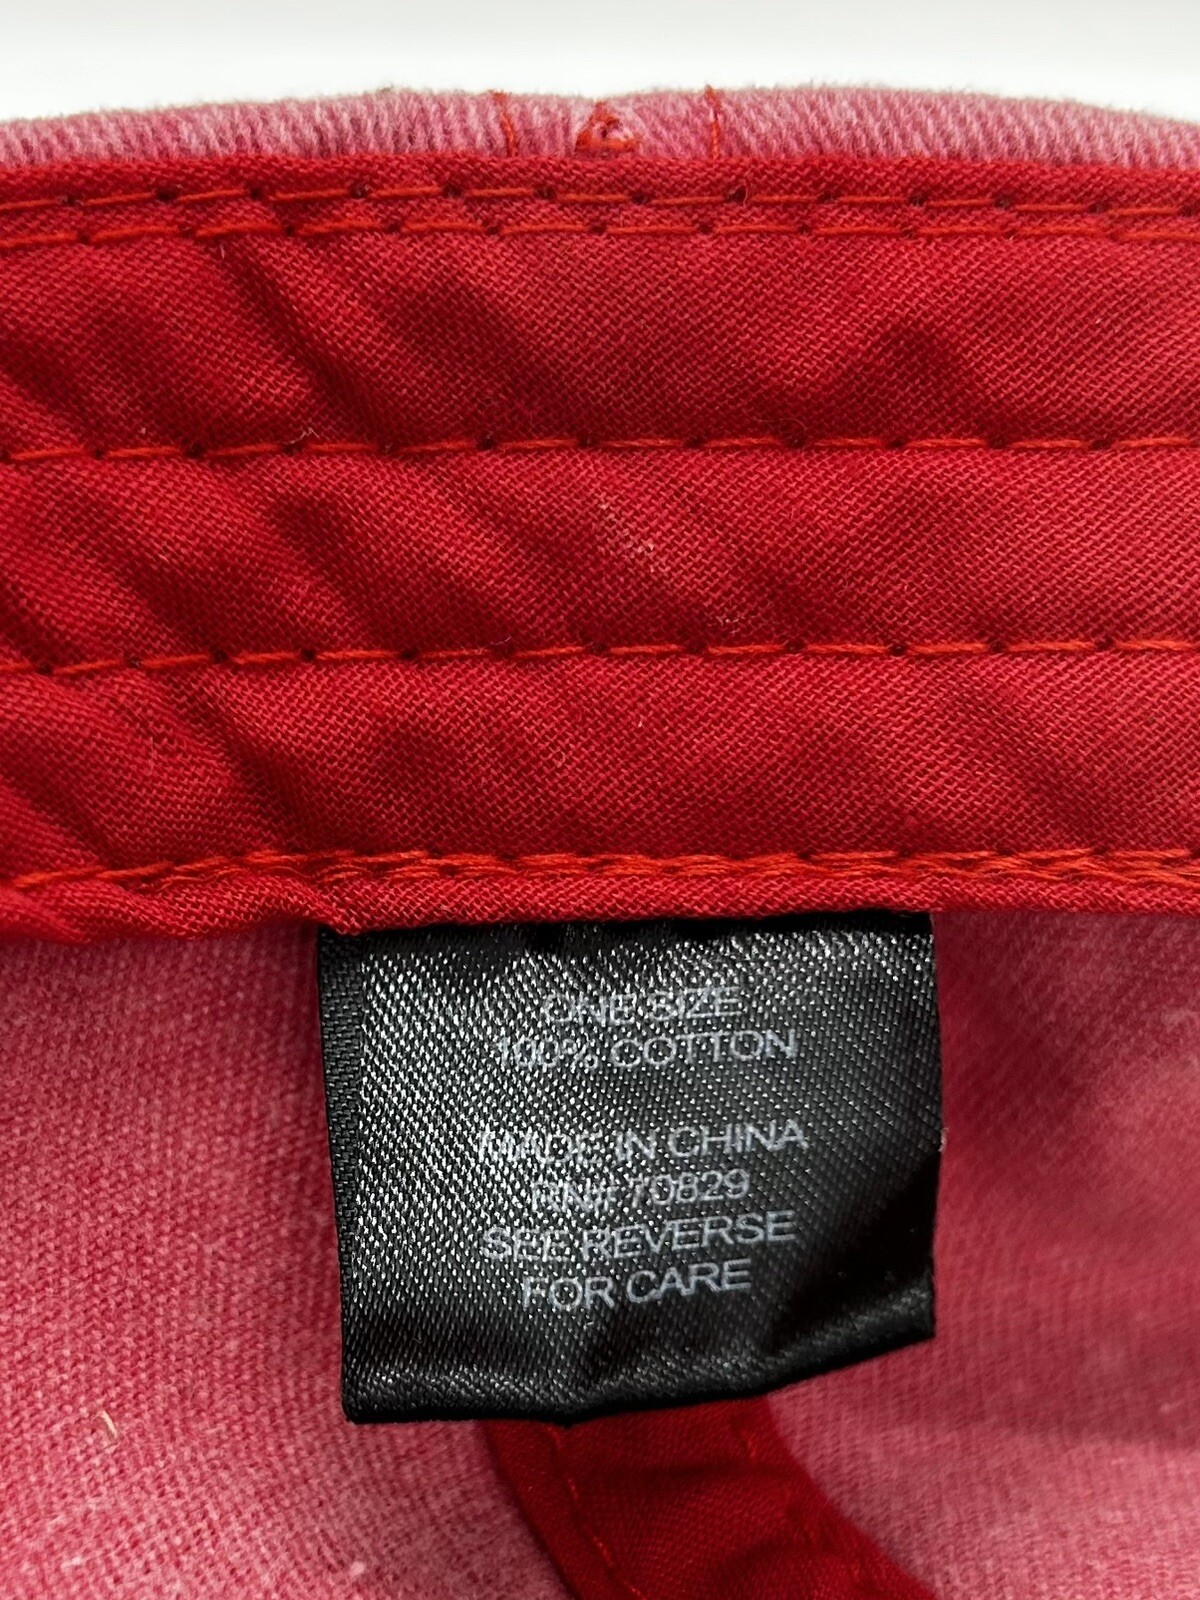 ONE SIZE
100% COTTON
MADE IN CHINA
RN# 70829
SEE REVERSE
FOR CARE